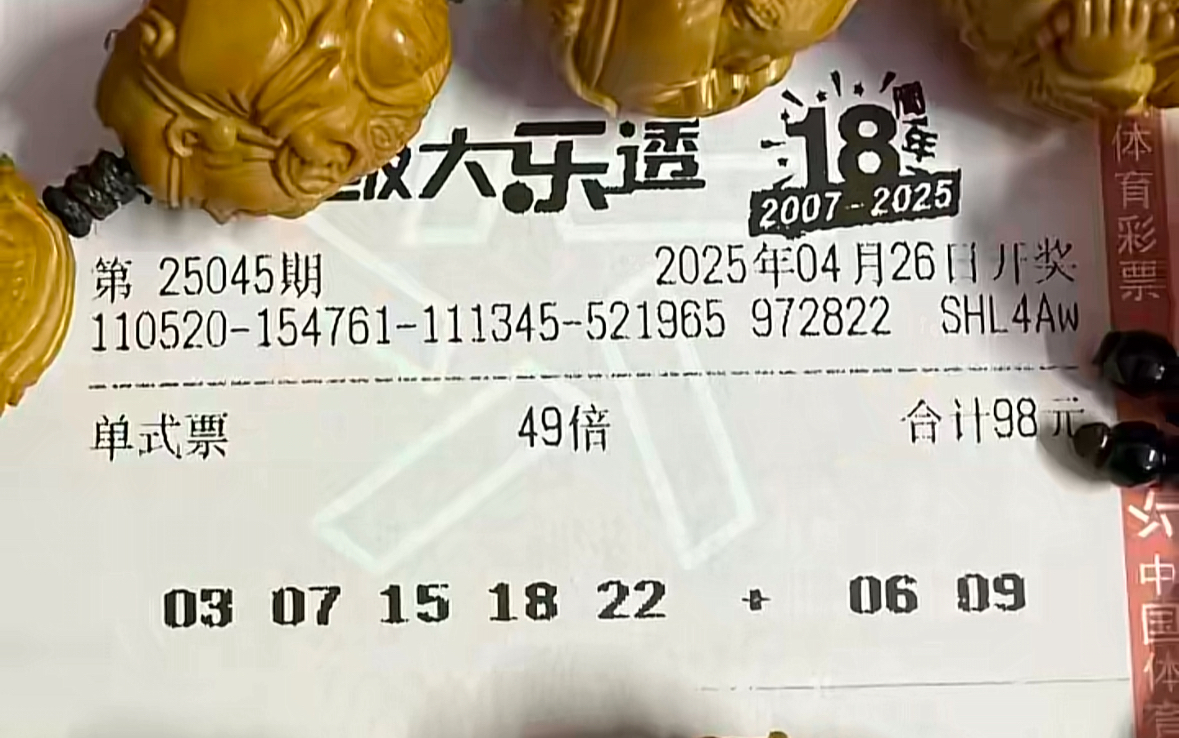 级大乐透
18周年
2007-2025
第 25045期 2025年04月26日开奖
110520-154761-111345-521965 972822 SHL4Aw
单式票 49倍 合计98元
03 07 15 18 22 + 06 09
体育彩票
中国体育